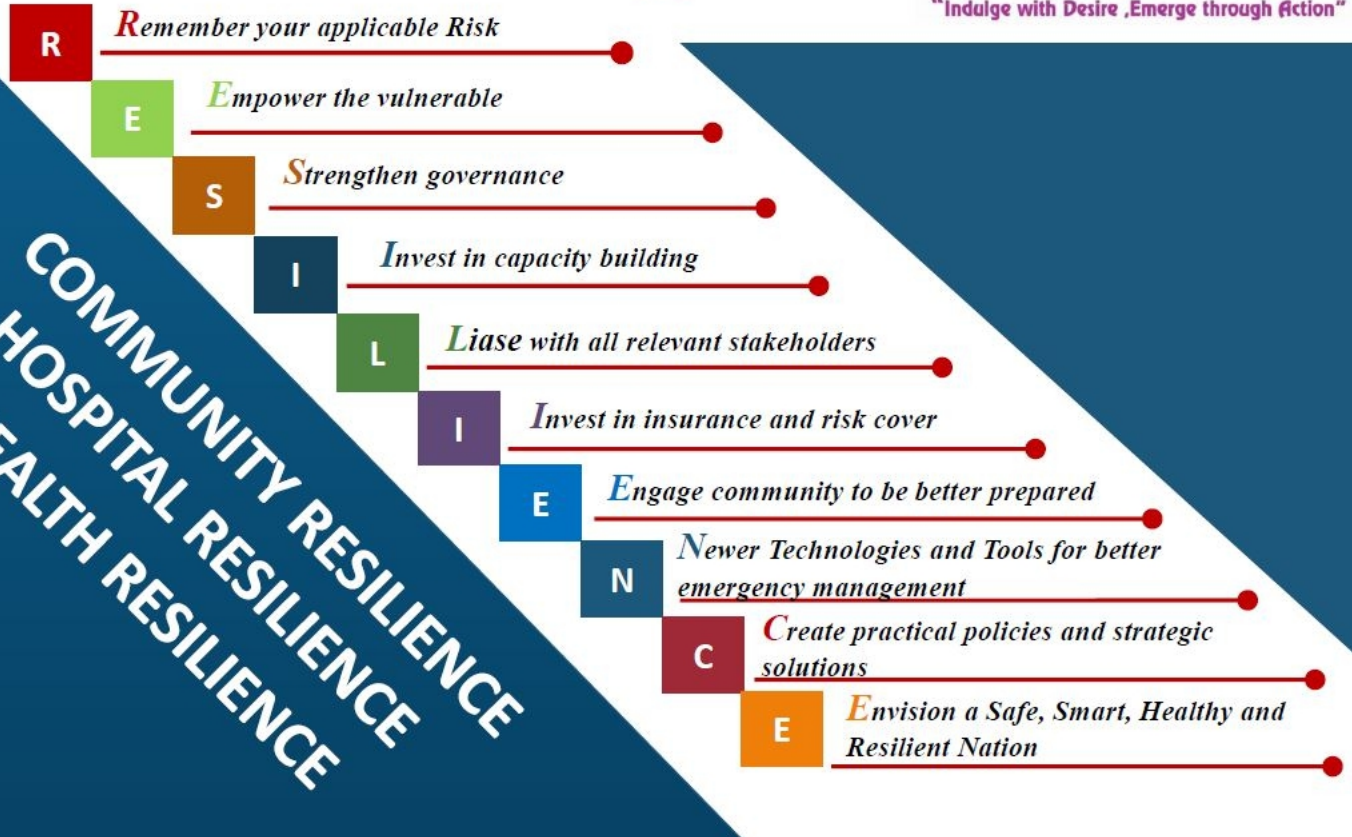 "Indulge with Desire ,Emerge through Action"
R
Remember your applicable Risk
E
Empower the vulnerable
S
Strengthen governance
I
Invest in capacity building
L
Liase with all relevant stakeholders
I
Invest in insurance and risk cover
E
Engage community to be better prepared
N
Newer Technologies and Tools for better
emergency management
C
Create practical policies and strategic
solutions
E
Envision a Safe, Smart, Healthy and
Resilient Nation
COMMUNITY RESILIENCE
HOSPITAL RESILIENCE
EALTH RESILIENCE